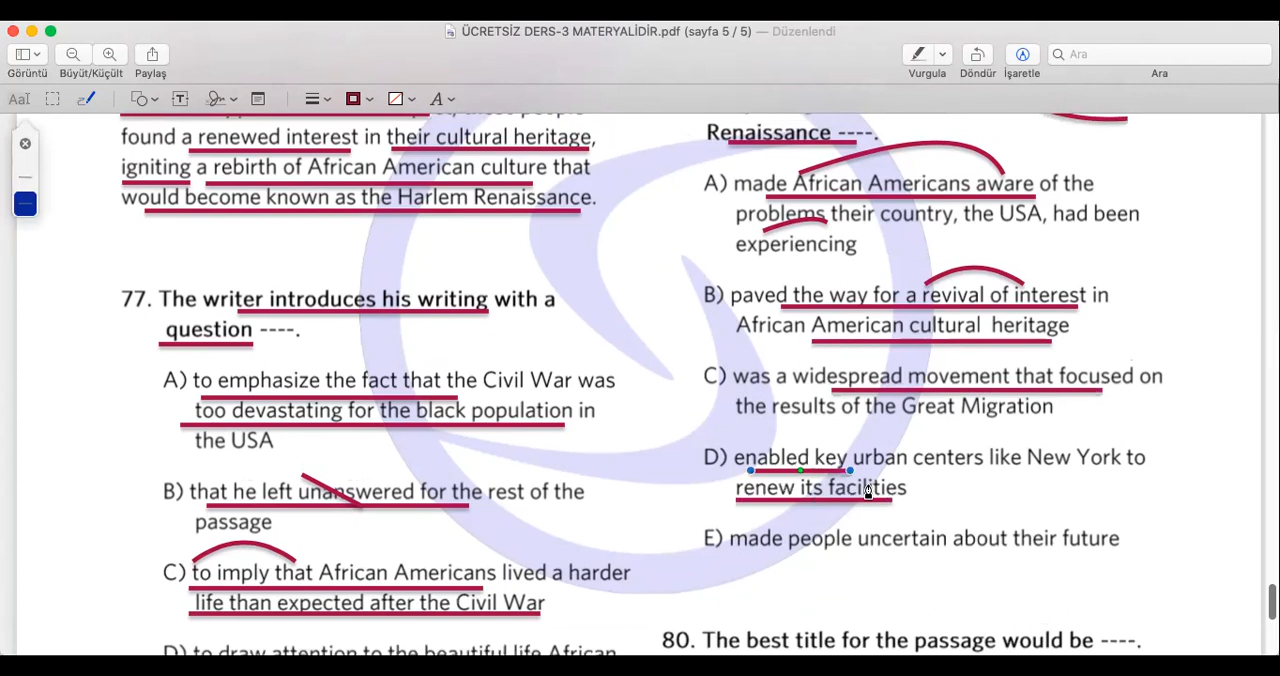 ÜCRETSİZ DERS-3 MATERYALİDİR.pdf (sayfa 5 / 5) — Düzenlendi
Görüntü
Büyüt/Küçült
Paylaş
Vurgula
Döndür
İşaretle
Ara
Ara
found a renewed interest in their cultural heritage,
igniting a rebirth of African American culture that
would become known as the Harlem Renaissance.
77. The writer introduces his writing with a
question ----.
A) to emphasize the fact that the Civil War was
too devastating for the black population in
the USA
B) that he left unanswered for the rest of the
passage
C) to imply that African Americans lived a harder
life than expected after the Civil War
D) to draw attention to the beautiful life African
Renaissance ----.
A) made African Americans aware of the
problems their country, the USA, had been
experiencing
B) paved the way for a revival of interest in
African American cultural heritage
C) was a widespread movement that focused on
the results of the Great Migration
D) enabled key urban centers like New York to
renew its facilities
E) made people uncertain about their future
80. The best title for the passage would be ----.